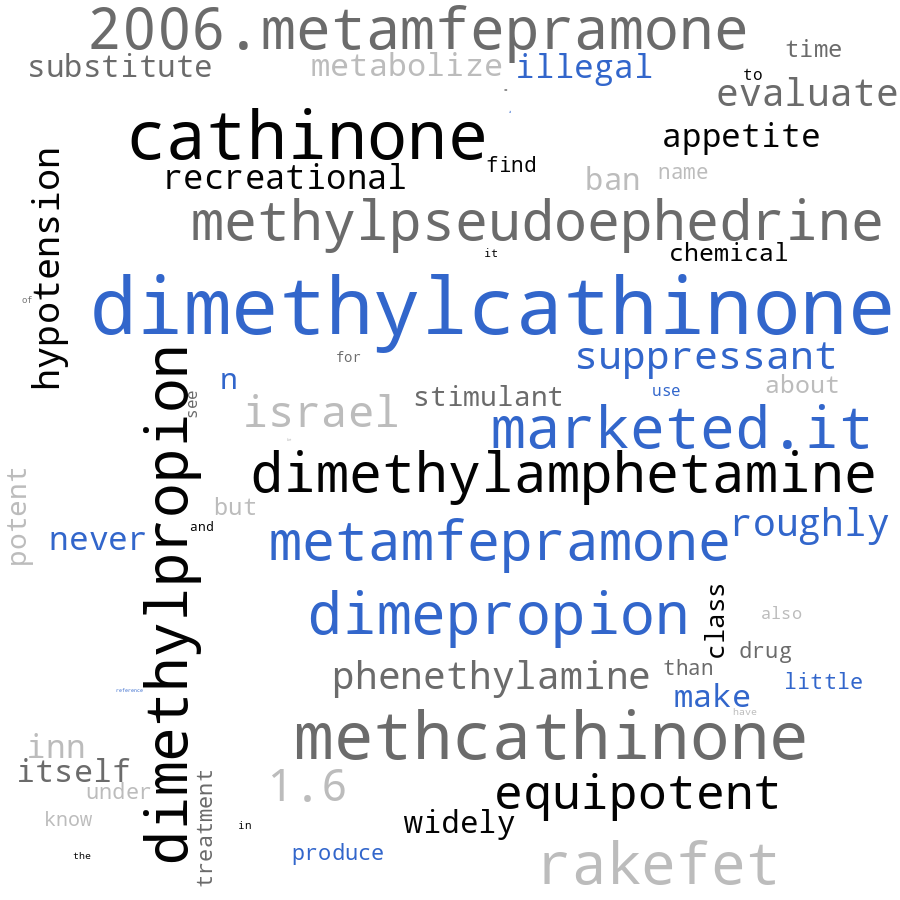 2006.metamfepramone
time
substitute
metabolize
illegal
to
evaluate
cathinone
appetite
find
recreational
ban
name
hypotension
methylpseudoephedrine
it
chemical
dimethylcathinone
of
for
suppressant
n
see
use
about
israel
stimulant
marketed.it
dimethylpropion
dimethylamphetamine
potent
but
and
never
roughly
metamfepramone
dimepropion
class
also
drug
phenethylamine
than
little
make
reference
have
methcathinone
inn
itself
under
1.6
equipotent
treatment
know
in
widely
the
produce
rakefet